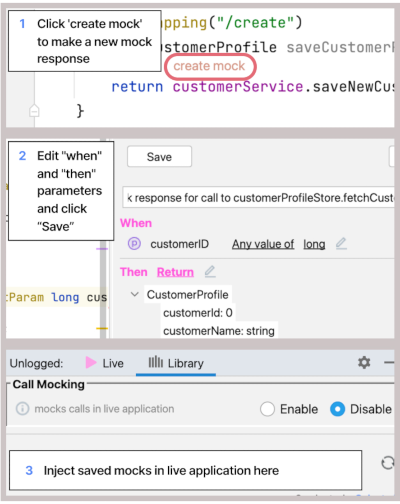 1 Click 'create mock'
to make a new mock
response
apping("/create")
stomerProfile saveCustomer
create mock
return customerService.saveNewCus
}
2 Edit "when"
and "then"
parameters
and click
"Save"
Save
k response for call to customerProfileStore.fetchCust
When
p customerID Any value of long
Then Return
Param long cus
CustomerProfile
customerId: 0
customerName: string
Unlogged: Live Library
Call Mocking
mocks calls in live application Enable Disable
3 Inject saved mocks in live application here